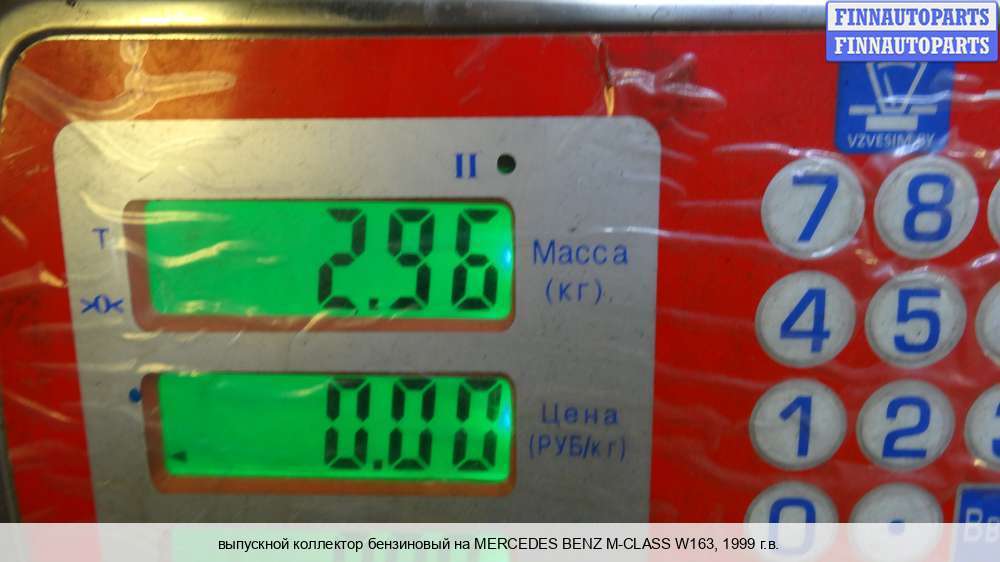 FINNAUTOPARTS
FINNAUTOPARTS
VZVESIM.BY
II
7 8
T
2.96
Масса
(кг)
>0<
4 5
0.00
Цена
(РУБ/кг)
1 2
0 .
выпускной коллектор бензиновый на MERCEDES BENZ M-CLASS W163, 1999 г.в.